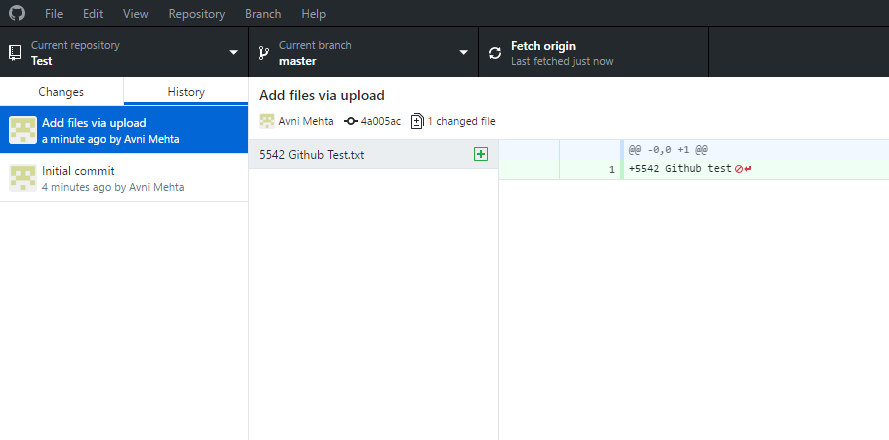 File Edit View Repository Branch Help
Current repository
Test
Current branch
master
Fetch origin
Last fetched just now
Changes History
Add files via upload
a minute ago by Avni Mehta
Initial commit
4 minutes ago by Avni Mehta
Add files via upload
Avni Mehta 4a005ac 1 changed file
5542 Github Test.txt
@@ -0,0 +1 @@
1 +5542 Github test